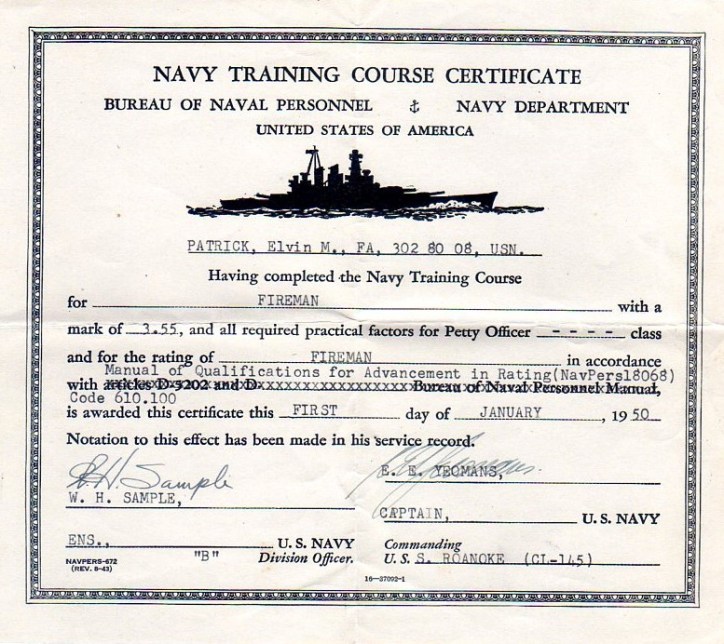 NAVY TRAINING COURSE CERTIFICATE
BUREAU OF NAVAL PERSONNEL NAVY DEPARTMENT
UNITED STATES OF AMERICA
PATRICK, Elvin M., FA, 302 80 08, USN.
Having completed the Navy Training Course
for FIREMAN with a
mark of 3.55, and all required practical factors for Petty Officer ---- class
and for the rating of FIREMAN in accordance
Manual of Qualifications for Advancement in Rating(NavPers18068)
with articles D-5202 and D. Bureau of Naval Personnel Manual,
Code 610.100
is awarded this certificate this FIRST day of JANUARY, 1950
Notation to this effect has been made in his service record.
W. H. Sample
W. H. SAMPLE,
E. E. Yeomans
E. E. YEOMANS,
CAPTAIN, U. S. NAVY
ENS., U. S. NAVY
"B" Division Officer.
Commanding
U. S. S. ROANOKE (CL-145)
NAVPERS-672
(REV. 8-43)
16—37092-1